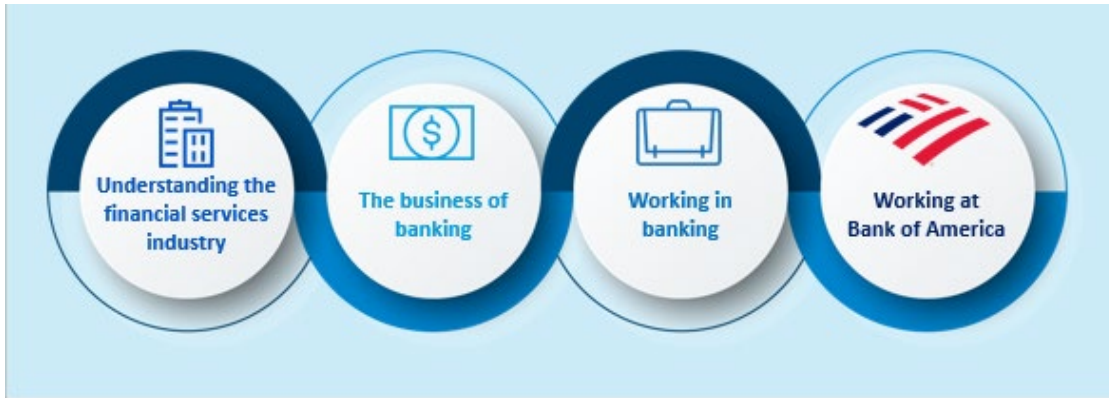 Understanding the
financial services
industry
$
The business of
banking
Working in
banking
Working at
Bank of America